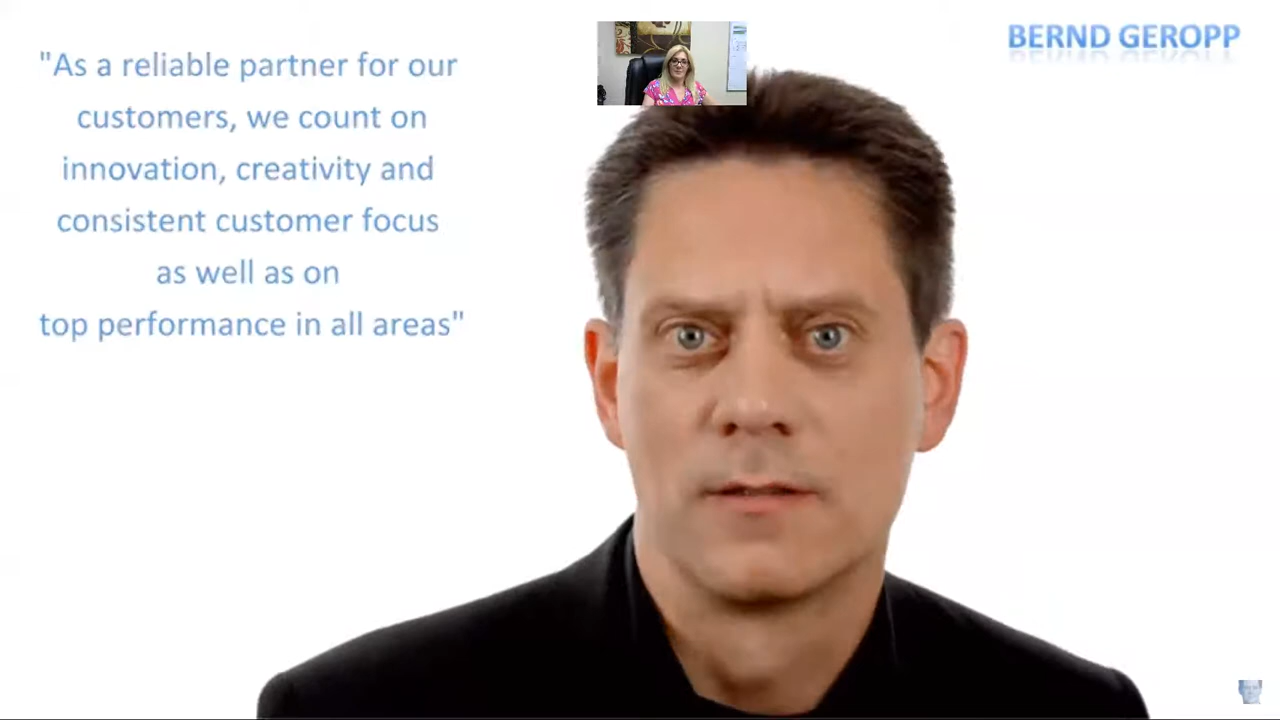 "As a reliable partner for our
customers, we count on
innovation, creativity and
consistent customer focus
as well as on
top performance in all areas"
BERND GEROPP